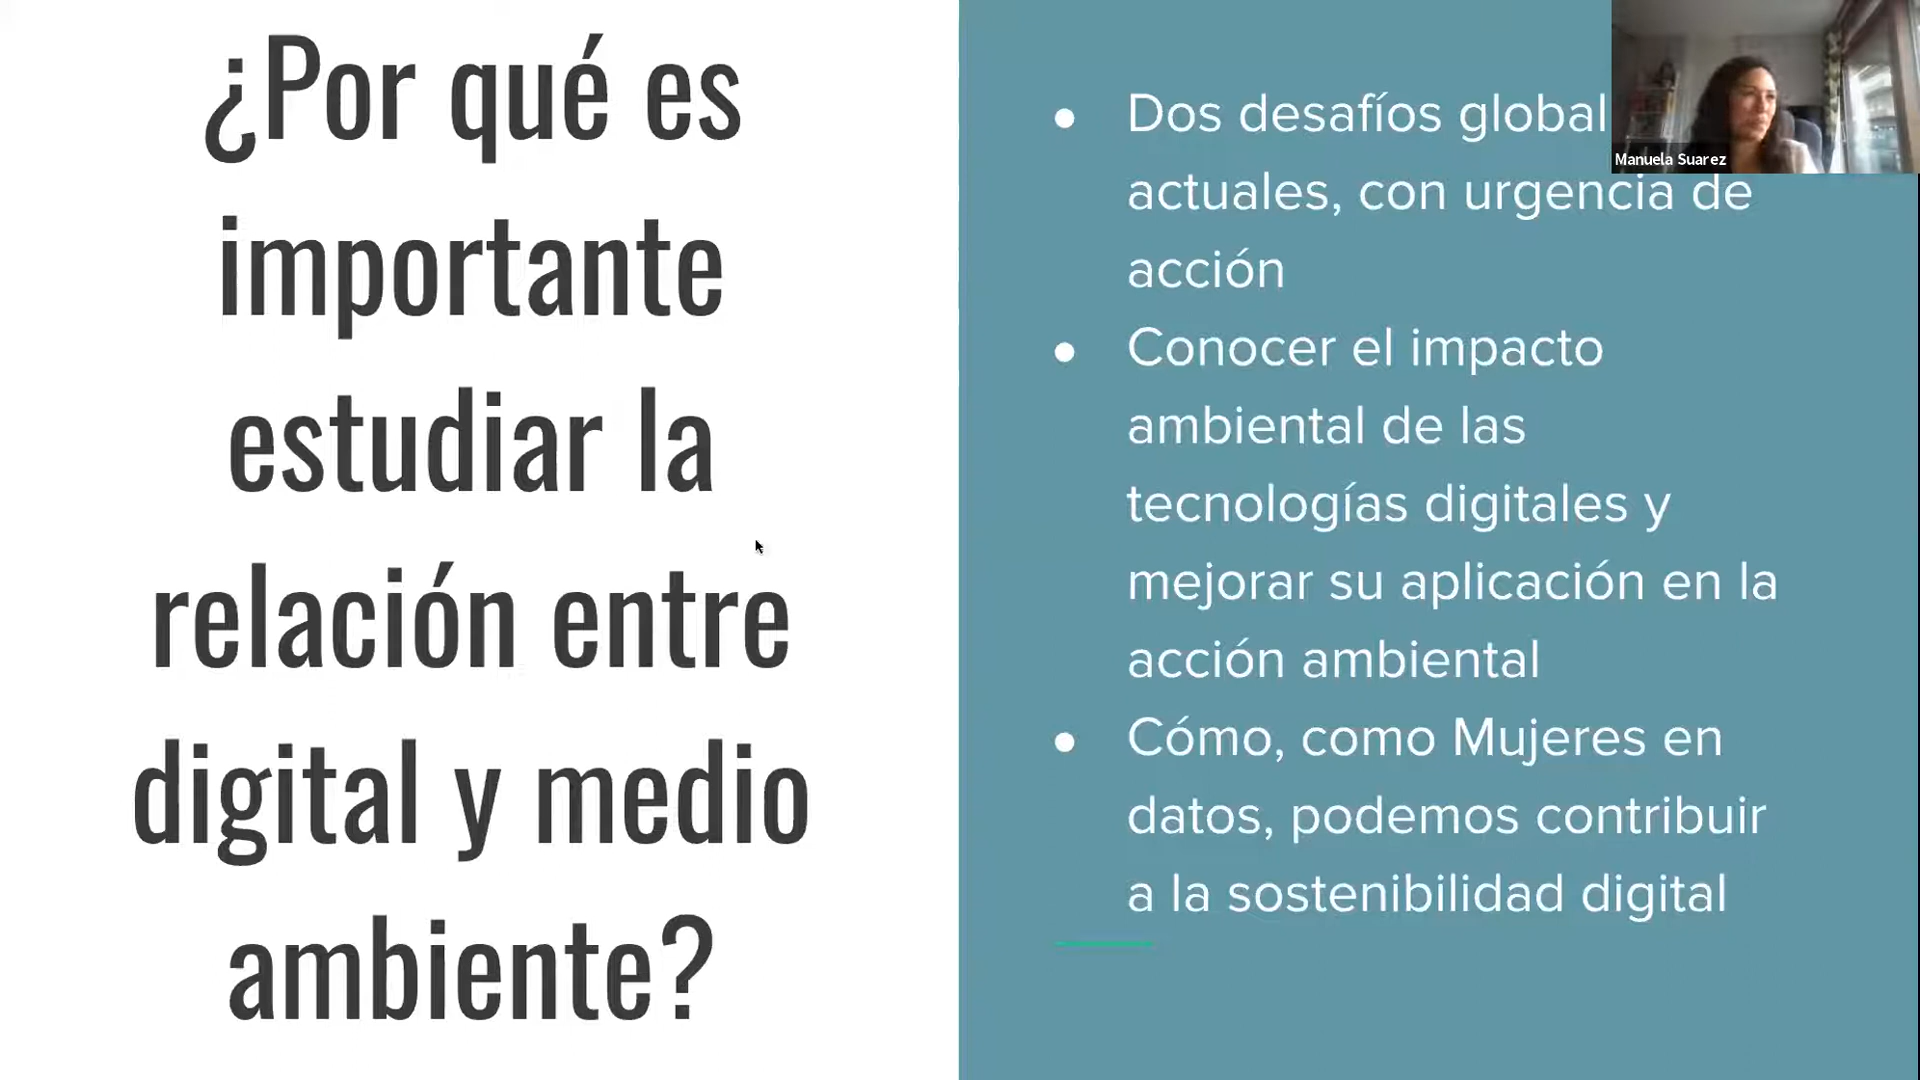 ¿Por qué es
importante
estudiar la
relación entre
digital y medio
ambiente?
Dos desafíos global
actuales, con urgencia de
acción
Conocer el impacto
ambiental de las
tecnologías digitales y
mejorar su aplicación en la
acción ambiental
Cómo, como Mujeres en
datos, podemos contribuir
a la sostenibilidad digital
Manuela Suarez